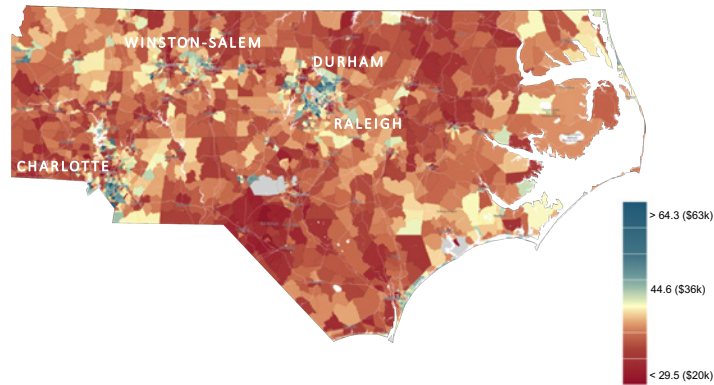 WINSTON-SALEM
DURHAM
RALEIGH
CHARLOTTE
> 64.3 ($63k)
44.6 ($36k)
< 29.5 ($20k)